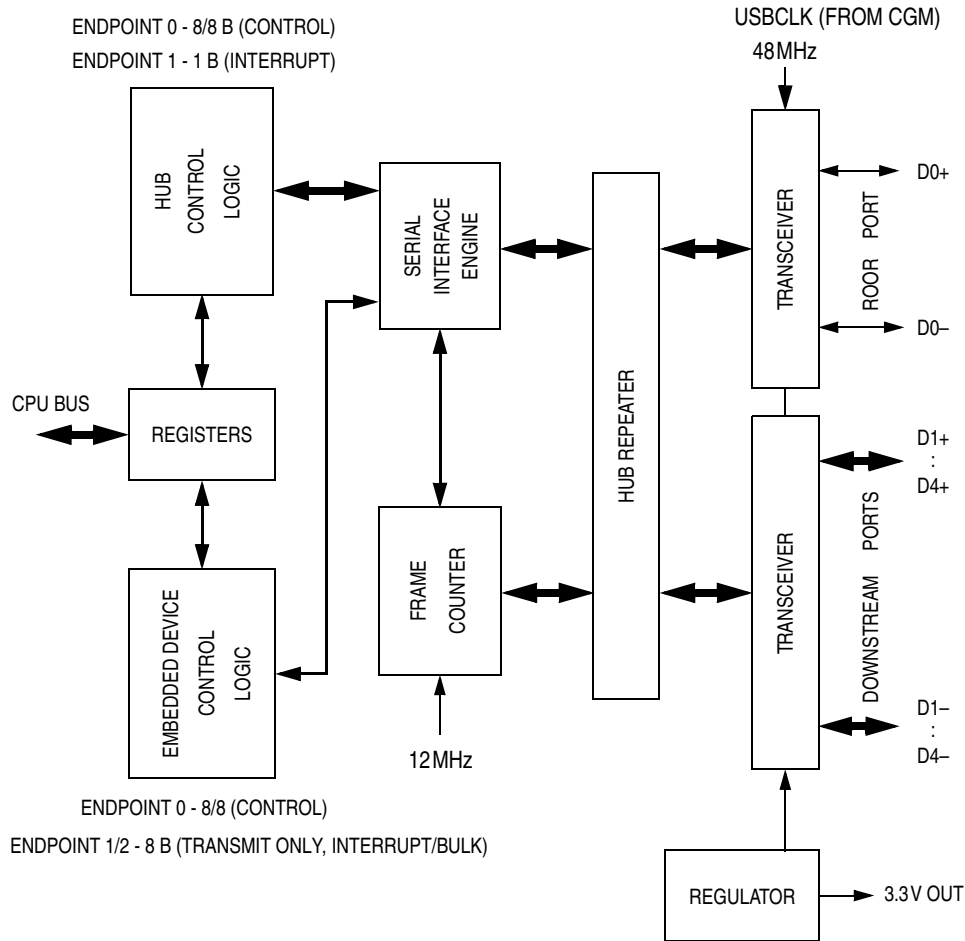 ENDPOINT 0 - 8/8 B (CONTROL)
ENDPOINT 1 - 1 B (INTERRUPT)
USBCLK (FROM CGM)
48MHz
HUB
CONTROL
LOGIC
SERIAL
INTERFACE
ENGINE
TRANSCEIVER
ROOR PORT
D0+
D0–
CPU BUS
REGISTERS
HUB REPEATER
D1+
:
D4+
EMBEDDED DEVICE
CONTROL
LOGIC
FRAME
COUNTER
TRANSCEIVER
DOWNSTREAM PORTS
D1–
:
D4–
12MHz
ENDPOINT 0 - 8/8 (CONTROL)
ENDPOINT 1/2 - 8 B (TRANSMIT ONLY, INTERRUPT/BULK)
REGULATOR
3.3V OUT